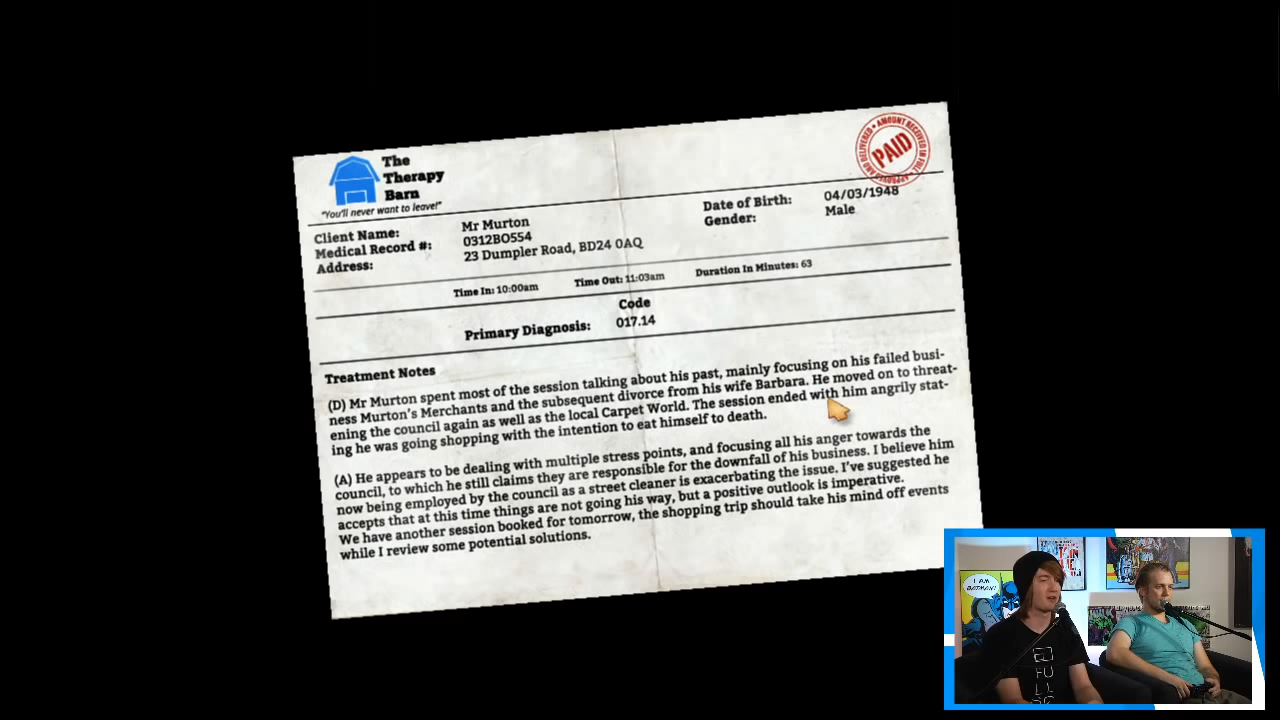 The
Therapy
Barn
"You'll never want to leave!"
AMOUNT RECEIVED IN FULL
PAID
APPROVED AND DELIVERED
Client Name: Mr Murton
Medical Record #: 0312BO554
Address: 23 Dumpler Road, BD24 0AQ
Date of Birth: 04/03/1948
Gender: Male
Time In: 10:00am Time Out: 11:03am Duration In Minutes: 63
Code
Primary Diagnosis: 017.14
Treatment Notes
(D) Mr Murton spent most of the session talking about his past, mainly focusing on his failed busi-
ness Murton's Merchants and the subsequent divorce from his wife Barbara. He moved on to threat-
ening the council again as well as the local Carpet World. The session ended with him angrily stat-
ing he was going shopping with the intention to eat himself to death.
(A) He appears to be dealing with multiple stress points, and focusing all his anger towards the
council, to which he still claims they are responsible for the downfall of his business. I believe him
now being employed by the council as a street cleaner is exacerbating the issue. I've suggested he
accepts that at this time things are not going his way, but a positive outlook is imperative.
We have another session booked for tomorrow, the shopping trip should take his mind off events
while I review some potential solutions.
I AM
BATMAN!